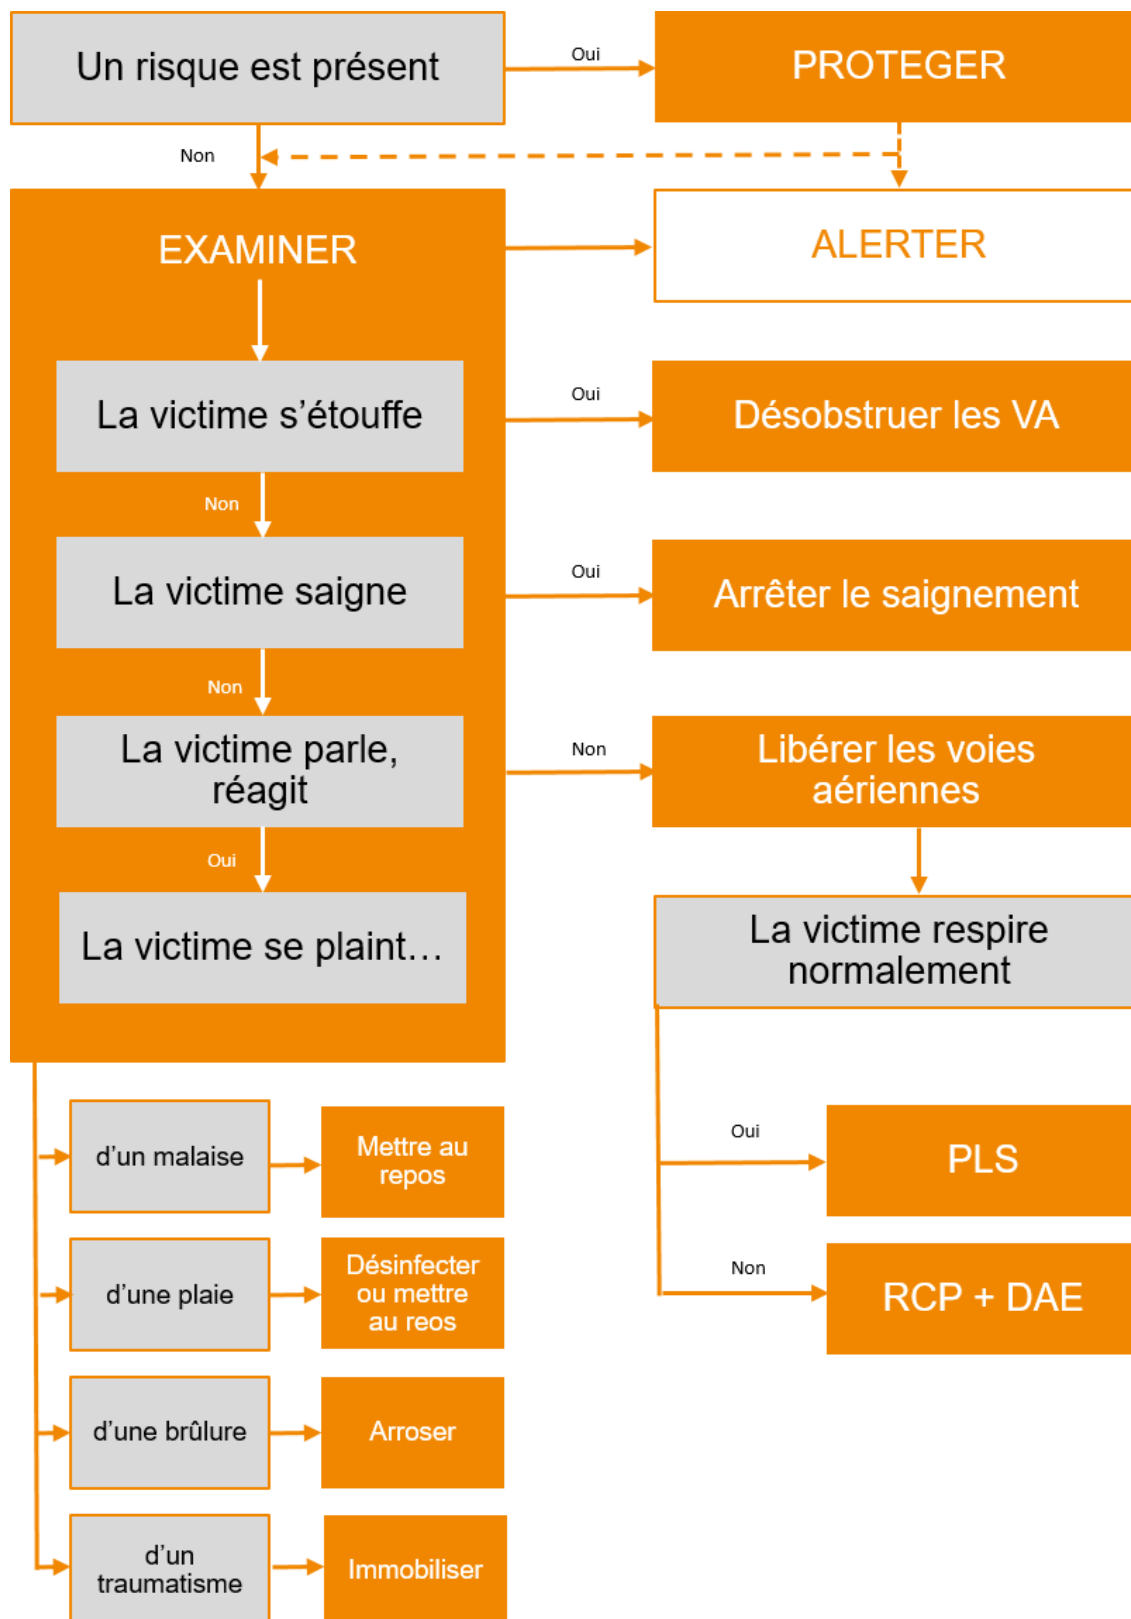 Un risque est présent
Oui
PROTEGER
Non
EXAMINER
ALERTER
La victime s'étouffe
Oui
Désobstruer les VA
Non
La victime saigne
Oui
Arrêter le saignement
Non
La victime parle,
réagit
Non
Libérer les voies
aériennes
Oui
La victime se plaint…
La victime respire
normalement
d'un malaise
Mettre au
repos
Oui
PLS
d'une plaie
Désinfecter
ou mettre
au reos
Non
RCP + DAE
d'une brûlure
Arroser
d'un
traumatisme
Immobiliser